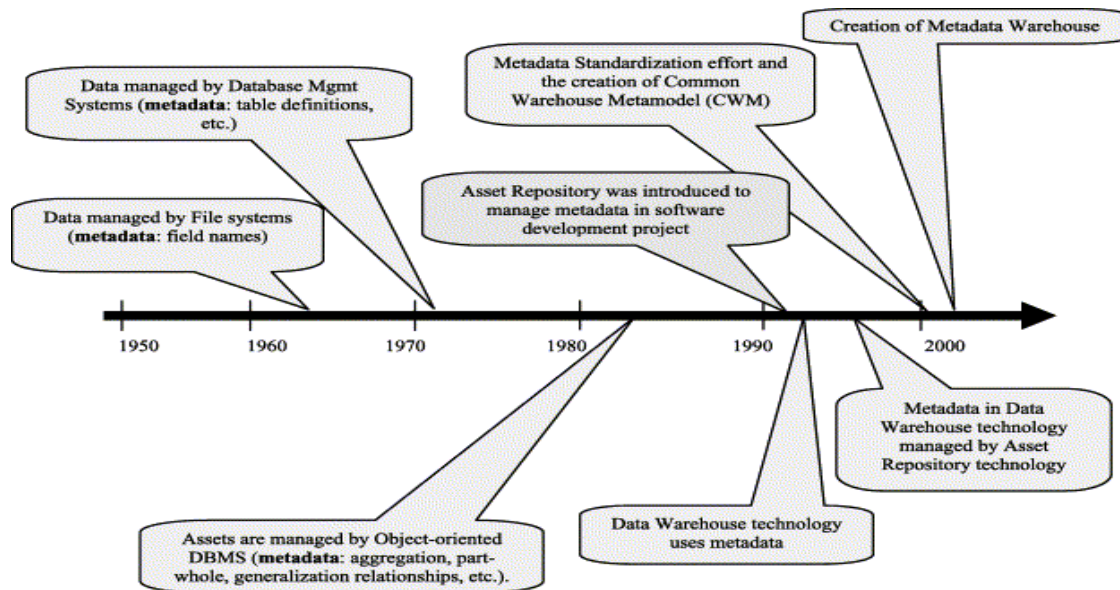 Creation of Metadata Warehouse
Metadata Standardization effort and
the creation of Common
Warehouse Metamodel (CWM)
Data managed by Database Mgmt
Systems (metadata: table definitions,
etc.)
Asset Repository was introduced to
manage metadata in software
development project
Data managed by File systems
(metadata: field names)
1950
1960
1970
1980
1990
2000
Metadata in Data
Warehouse technology
managed by Asset
Repository technology
Assets are managed by Object-oriented
DBMS (metadata: aggregation, part-
whole, generalization relationships, etc.).
Data Warehouse technology
uses metadata